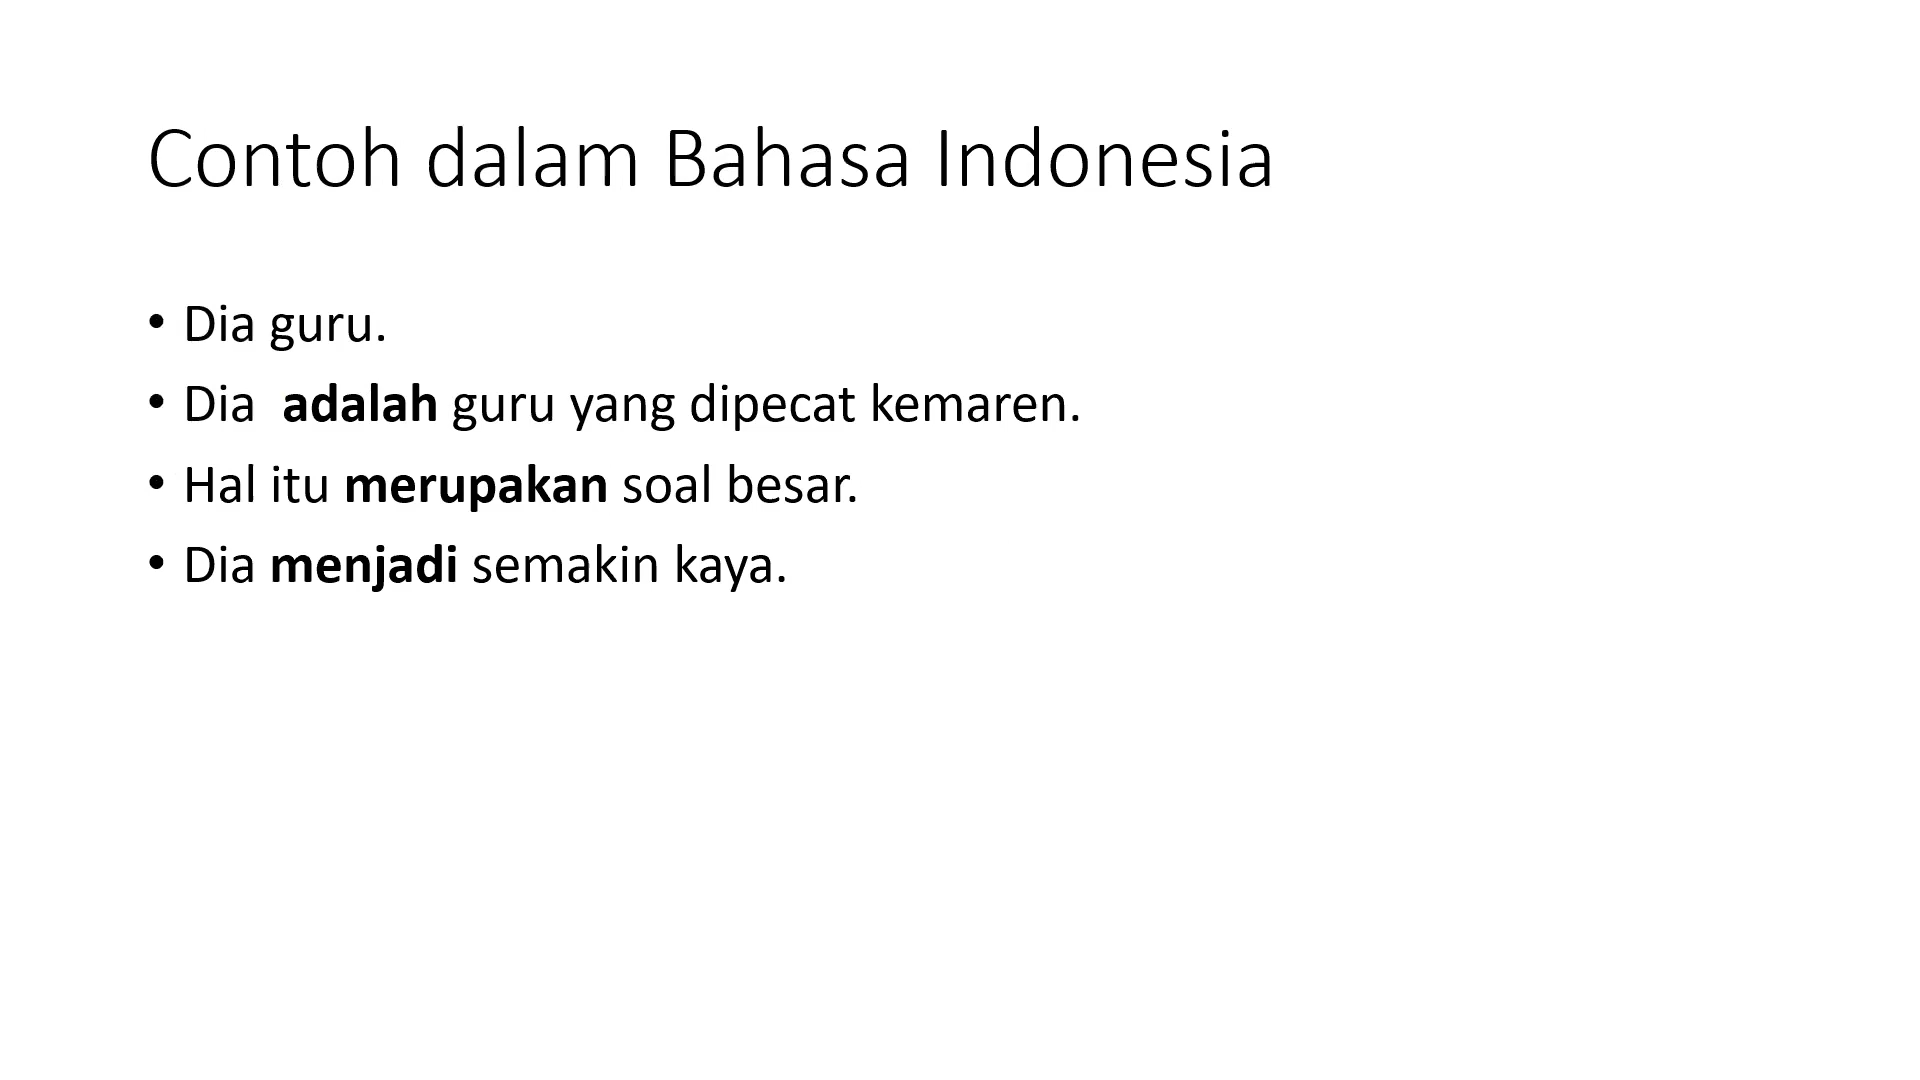 Contoh dalam Bahasa Indonesia
• Dia guru.
• Dia  adalah guru yang dipecat kemaren.
• Hal itu merupakan soal besar.
• Dia menjadi semakin kaya.